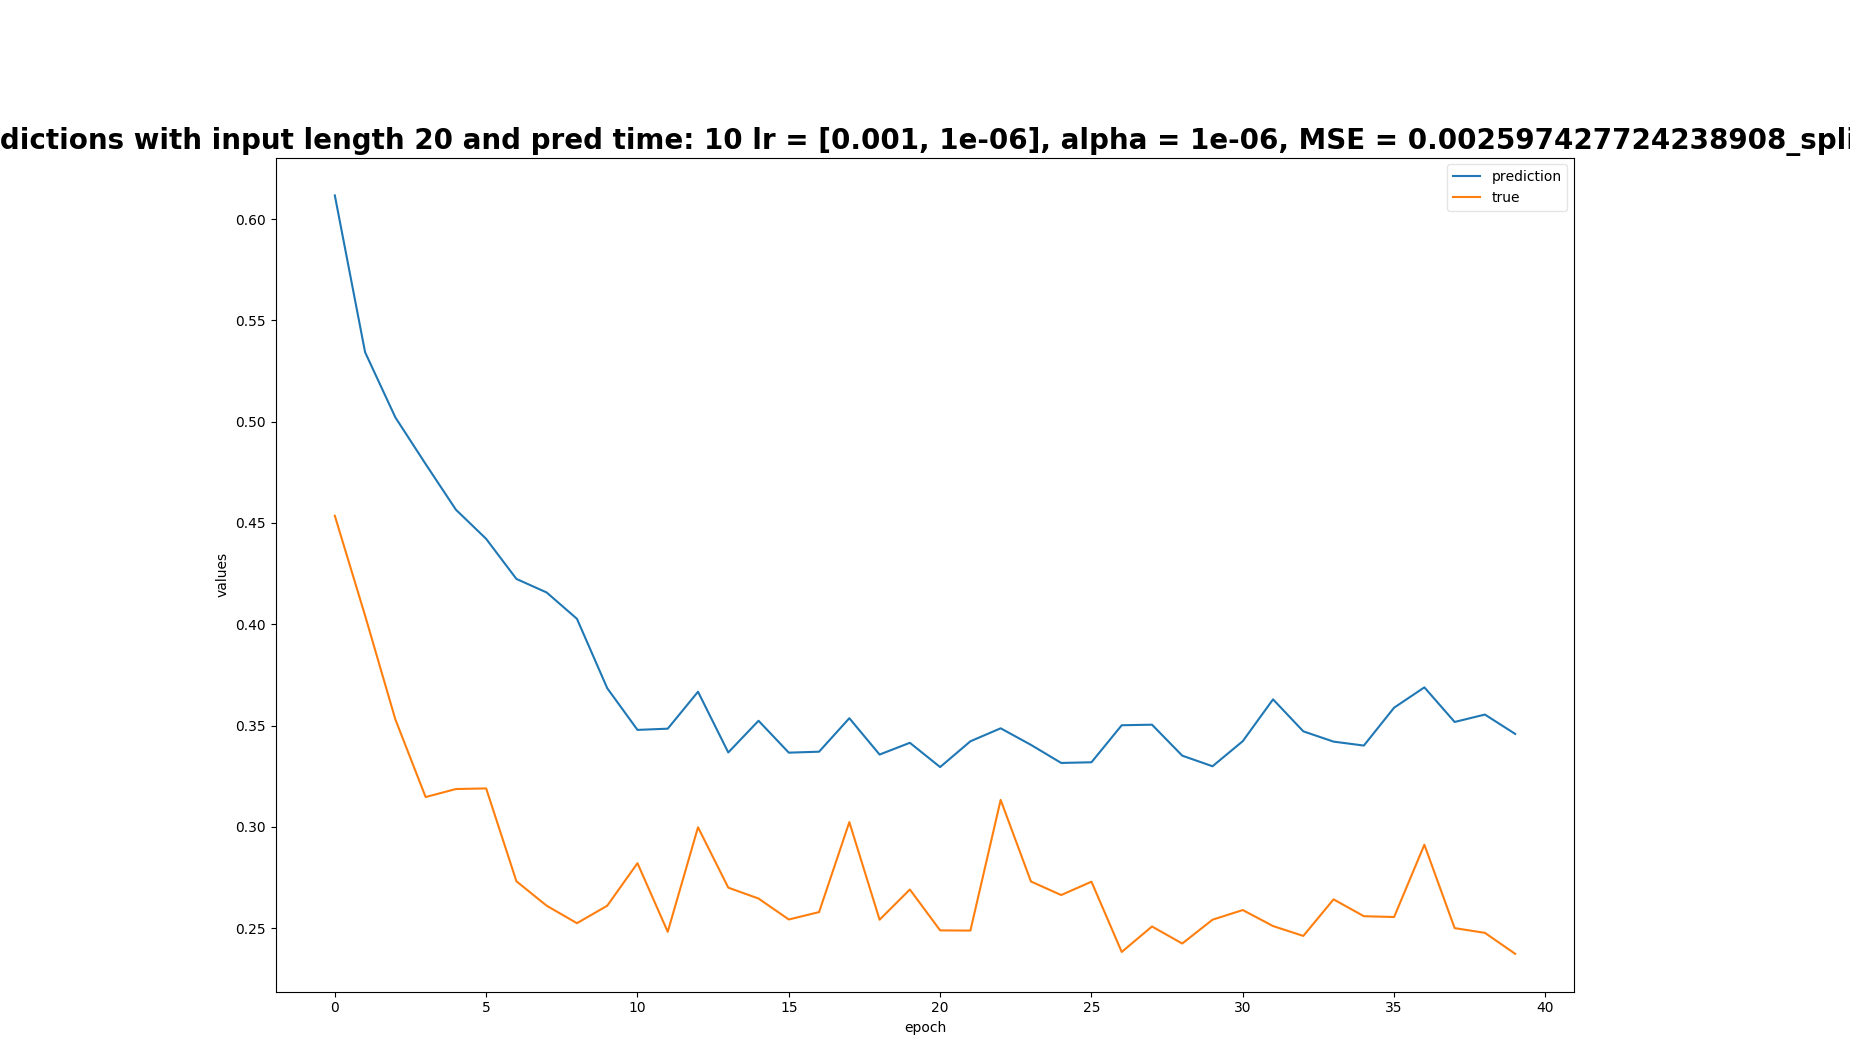 dictions with input length 20 and pred time: 10 lr = [0.001, 1e-06], alpha = 1e-06, MSE = 0.002597427724238908_spli
prediction
true
0.60
0.55
0.50
0.45
0.40
0.35
0.30
0.25
values
0 5 10 15 20 25 30 35 40
epoch